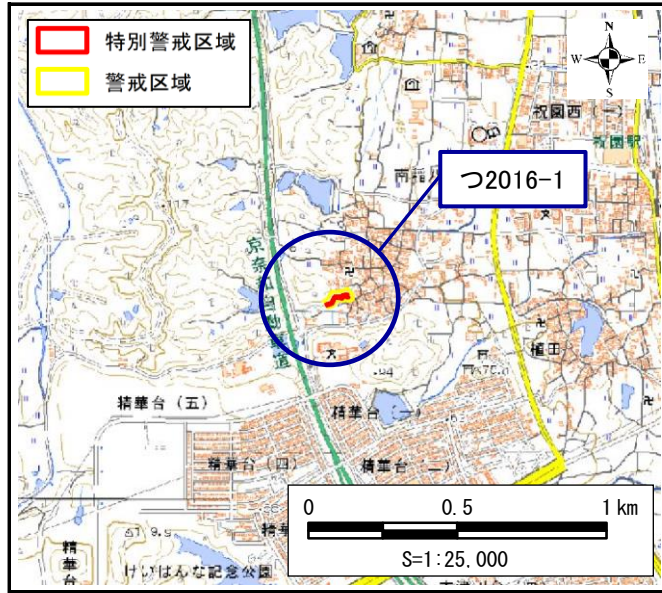 特別警戒区域
警戒区域
N
W
E
S
祝園西(一)
祝園駅
つ2016-1
京奈和自動車道
植田
精華台(五)
精華台(一)
精華台(四)
精華台(二)
けいはんな記念公園
精華台
0 0.5 1 km
S=1:25,000